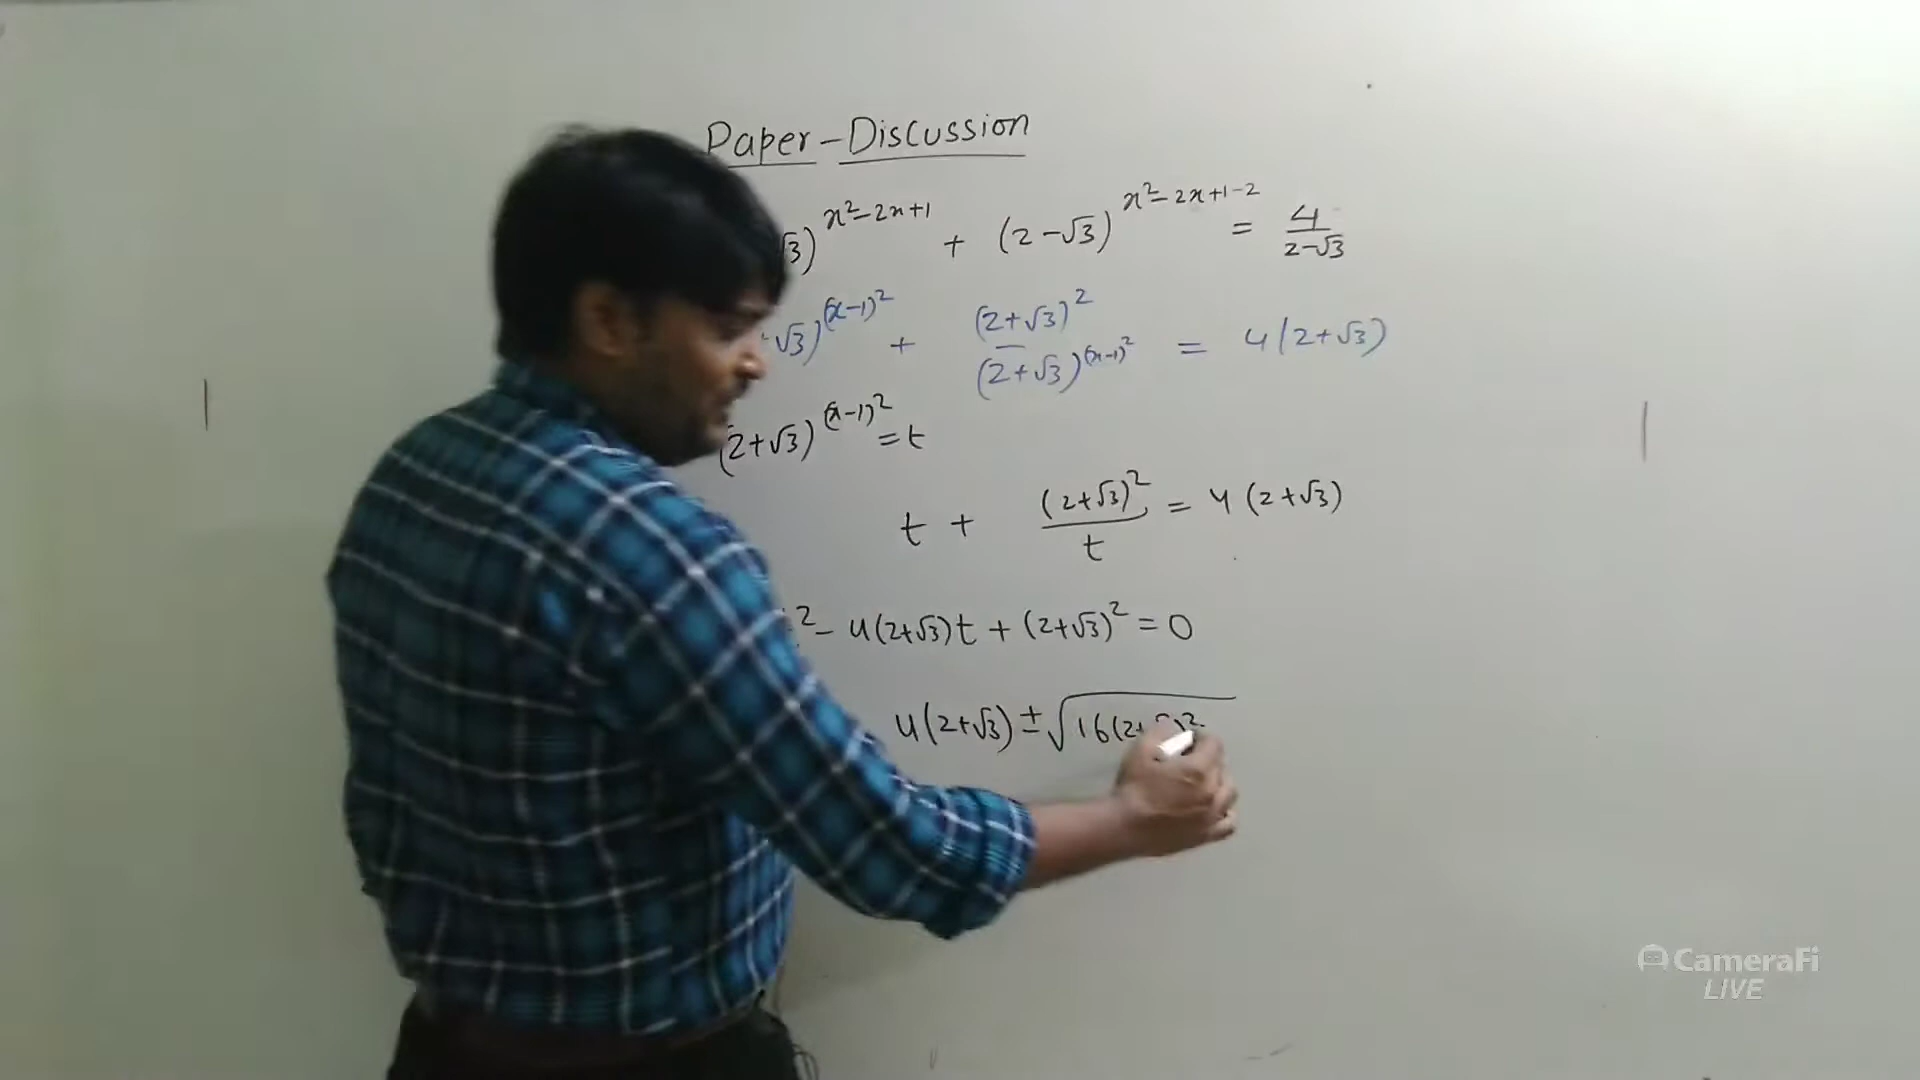 Paper-Discussion
√3)^(x²-2x+1) + (2-√3)^(x²-2x+1-2) = 4/(2-√3)
√3)^((x-1)²) + (2+√3)²/(2+√3)^((x-1)²) = 4(2+√3)
(2+√3)^((x-1)²) = t
t + (2+√3)²/t = 4(2+√3)
² - 4(2+√3)t + (2+√3)² = 0
4(2+√3) ± √16(2+
CameraFi
LIVE